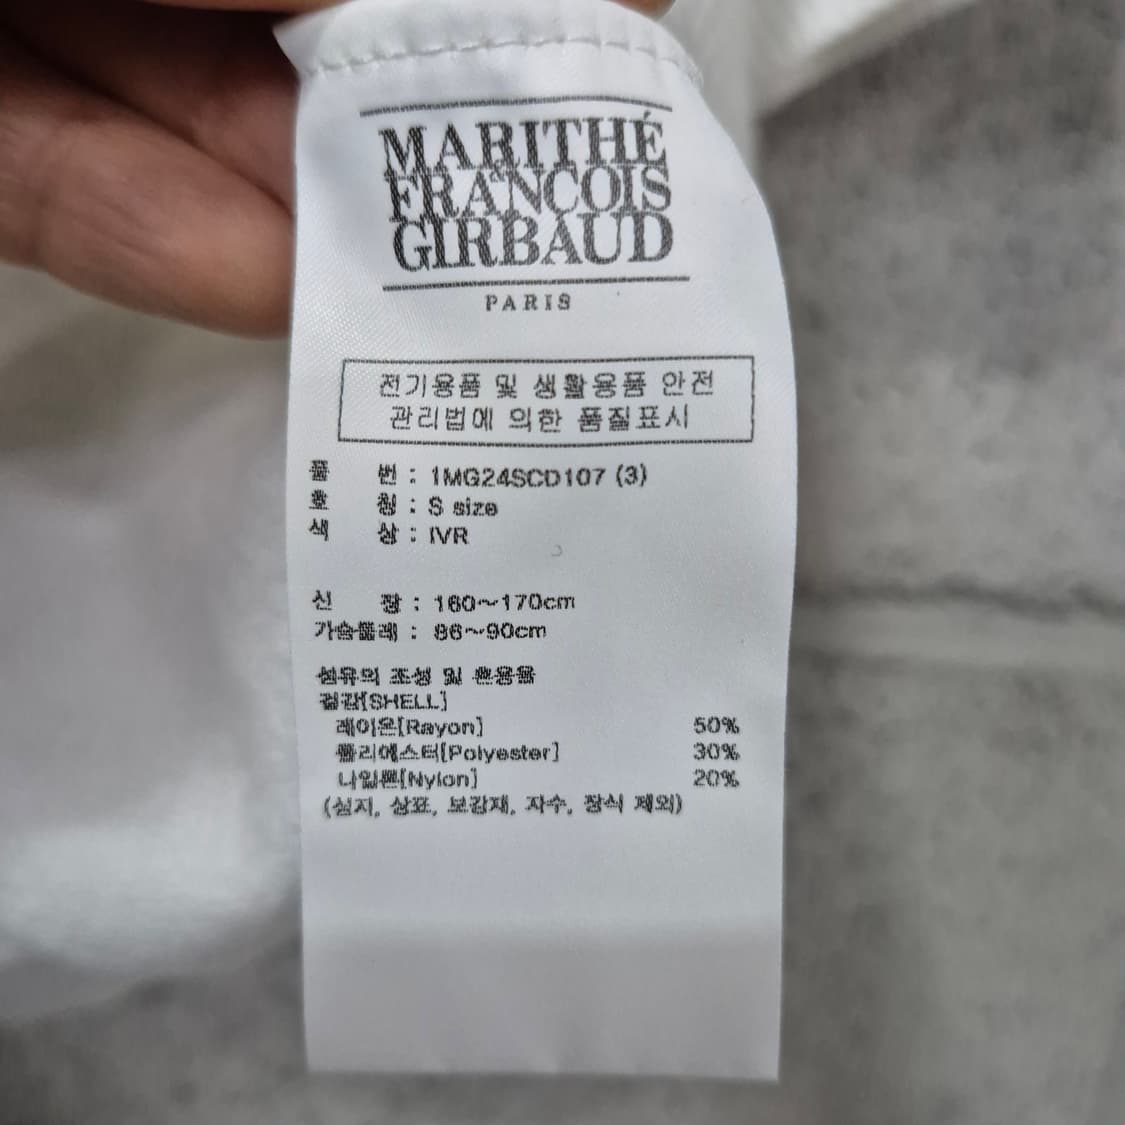 MARITHÉ
FRANCOIS
GIRBAUD
PARIS
전기용품 및 생활용품 안전
관리법에 의한 품질표시
품 번 : 1MG24SCD107 (3)
호 칭 : S size
색 상 : IVR
신 장 : 160~170cm
가슴둘레 : 86~90cm
섬유의 조성 및 혼용율
겉감[SHELL]
레이온[Rayon] 50%
폴리에스터[Polyester] 30%
나일론[Nylon] 20%
(심지, 상표, 보강재, 자수, 장식 제외)